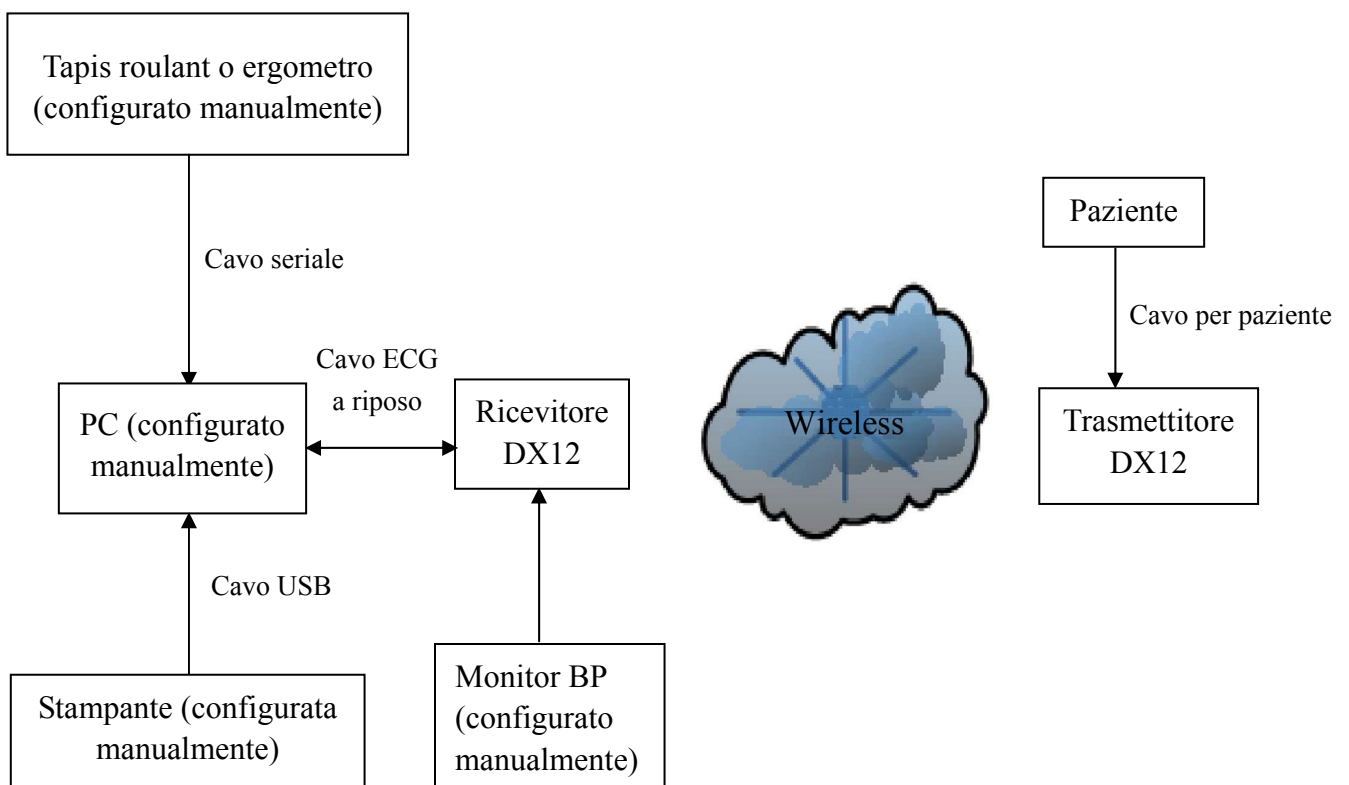 Tapis roulant o ergometro
(configurato manualmente)
Cavo seriale
Cavo ECG
a riposo
PC (configurato
manualmente)
Ricevitore
DX12
Cavo USB
Stampante (configurata
manualmente)
Monitor BP
(configurato
manualmente)
Wireless
Paziente
Cavo per paziente
Trasmettitore
DX12